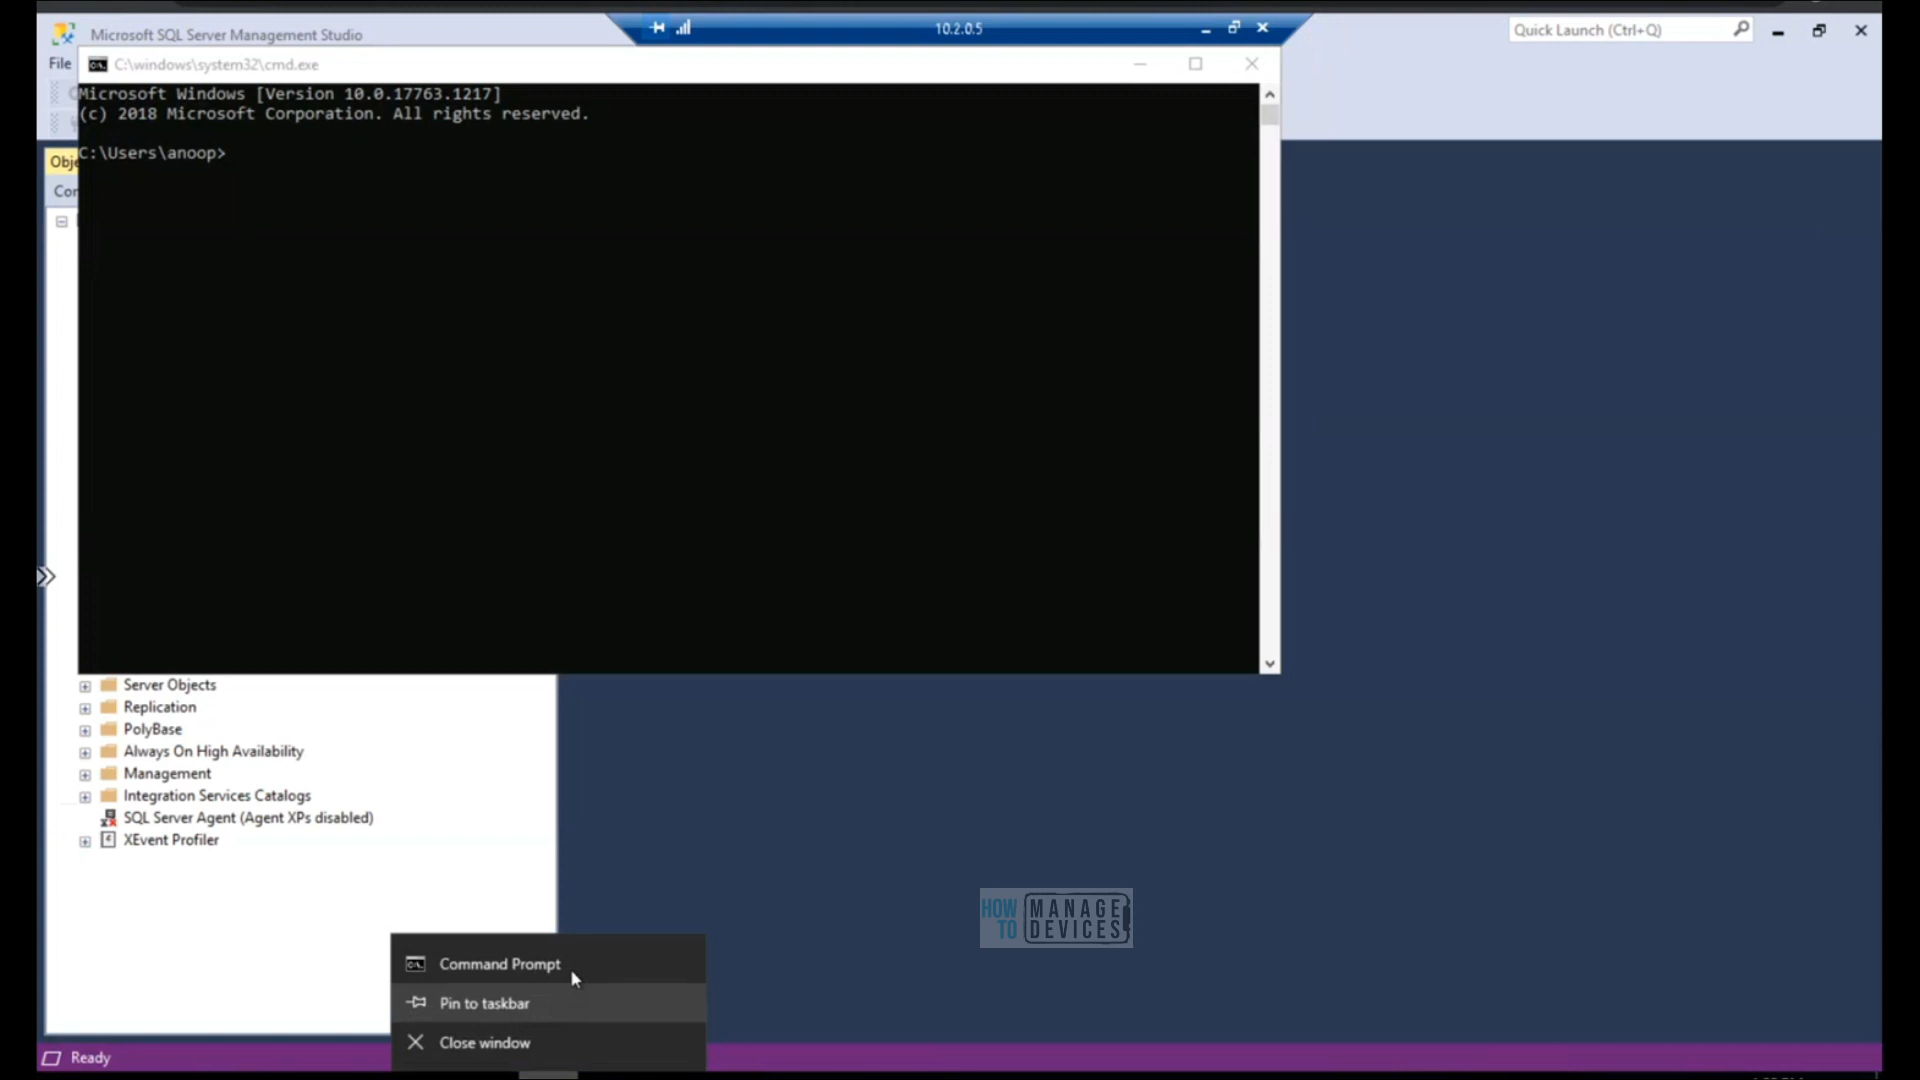 Microsoft SQL Server Management Studio
10.2.0.5
Quick Launch (Ctrl+Q)
File
C:\windows\system32\cmd.exe
Microsoft Windows [Version 10.0.17763.1217]
(c) 2018 Microsoft Corporation. All rights reserved.
C:\Users\anoop>
Obje
Con
Server Objects
Replication
PolyBase
Always On High Availability
Management
Integration Services Catalogs
SQL Server Agent (Agent XPs disabled)
XEvent Profiler
HOW TO MANAGE DEVICES
Command Prompt
Pin to taskbar
Close window
Ready